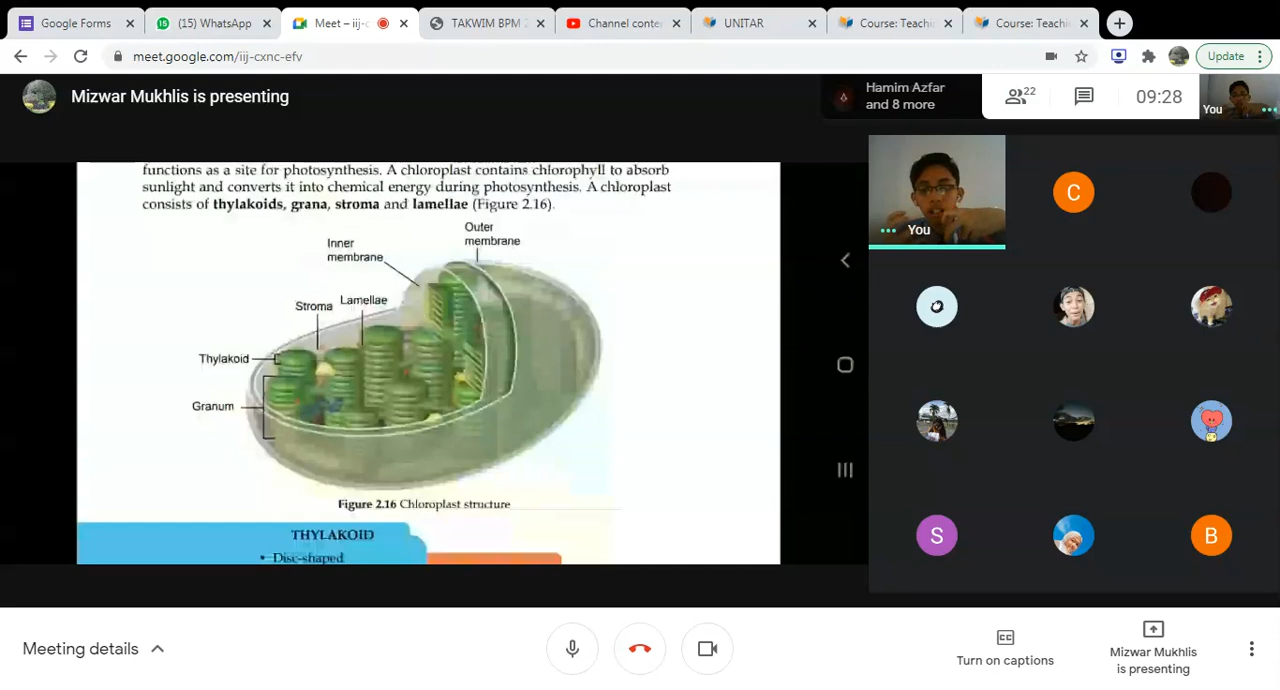 Google Forms
(15) WhatsApp
Meet – iij-c
TAKWIM BPM 2
Channel conte
UNITAR
Course: Teachi
Course: Teachi
meet.google.com/iij-cxnc-efv
Update
Mizwar Mukhlis is presenting
Hamim Azfar
and 8 more
22
09:28
You
functions as a site for photosynthesis. A chloroplast contains chlorophyll to absorb
sunlight and converts it into chemical energy during photosynthesis. A chloroplast
consists of thylakoids, grana, stroma and lamellae (Figure 2.16).
Outer
membrane
Inner
membrane
Stroma
Lamellae
Thylakoid
Granum
Figure 2.16 Chloroplast structure
THYLAKOID
• Disc-shaped
You
C
S
B
Meeting details
CC
Turn on captions
Mizwar Mukhlis
is presenting